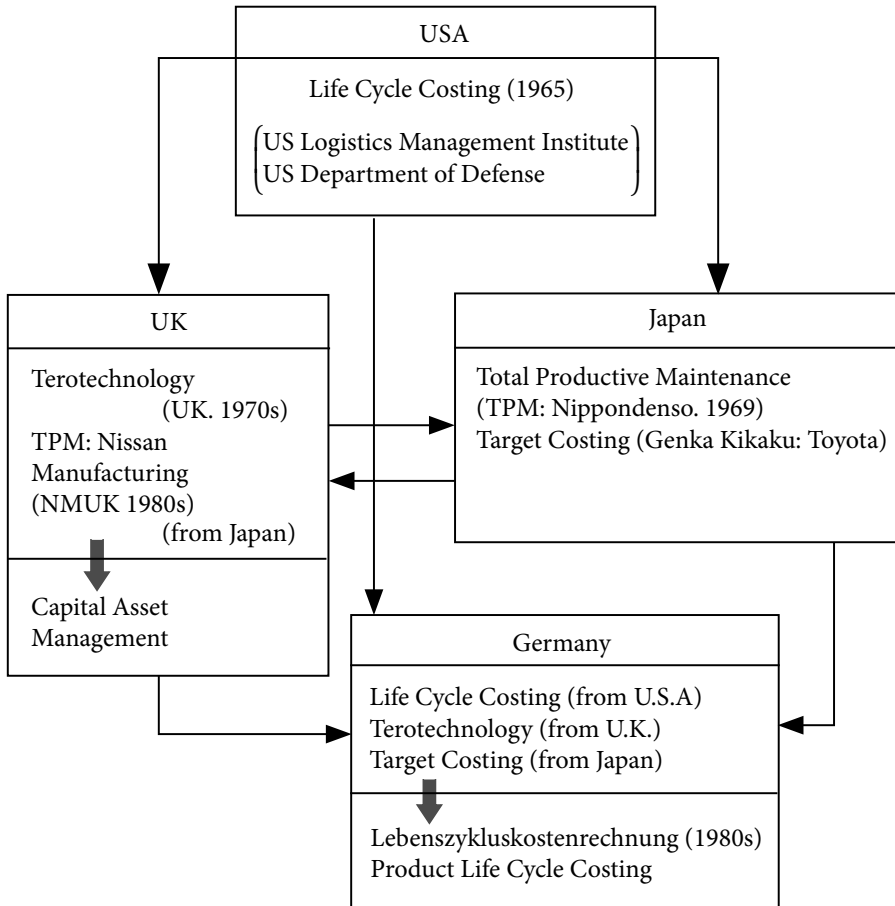 USA
Life Cycle Costing (1965)
US Logistics Management Institute
US Department of Defense
UK
Terotechnology
(UK. 1970s)
TPM: Nissan
Manufacturing
(NMUK 1980s)
(from Japan)
Capital Asset
Management
Japan
Total Productive Maintenance
(TPM: Nippondenso. 1969)
Target Costing (Genka Kikaku: Toyota)
Germany
Life Cycle Costing (from U.S.A)
Terotechnology (from U.K.)
Target Costing (from Japan)
Lebenszykluskostenrechnung (1980s)
Product Life Cycle Costing